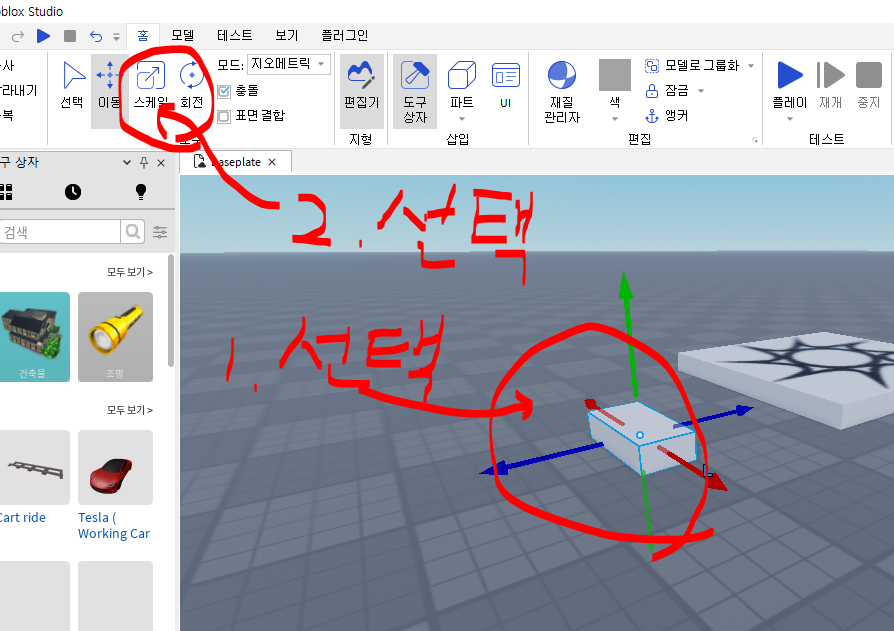 blox Studio
홈 모델 테스트 보기 플러그인
사
라내기
복
선택 이동 스케일 회전
모드: 지오메트릭
충돌
표면 결합
편집기
지형
도구 상자
파트
UI
삽입
재질 관리자
색
모델로 그룹화
잠금
앵커
편집
플레이 재개 중지
테스트
구 상자
Baseplate
검색
모두 보기 >
건축물
조명
모두 보기 >
Cart ride
Tesla (
Working Car
2. 선택
1. 선택